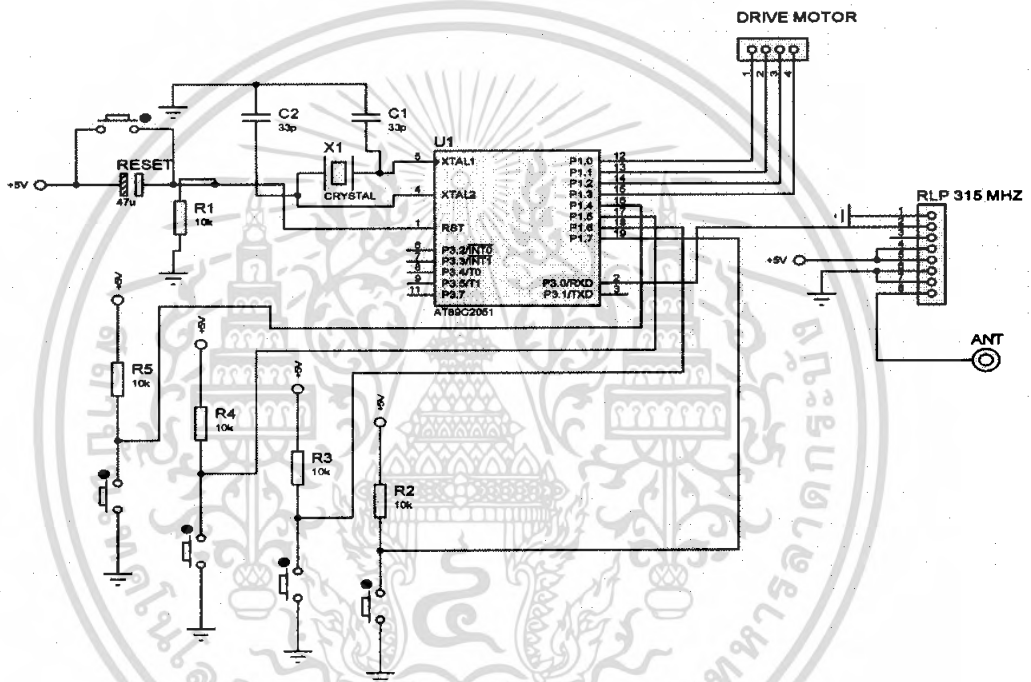 DRIVE MOTOR
1 2 3 4
C2
33p
C1
33p
X1
CRYSTAL
RESET
+5V
47u
R1
10k
U1
5 XTAL1
4 XTAL2
1 RST
6 P3.2/INT0
7 P3.3/INT1
8 P3.4/T0
9 P3.5/T1
11 P3.7
AT89C2051
P1.0 12
P1.1 13
P1.2 14
P1.3 15
P1.4 16
P1.5 17
P1.6 18
P1.7 19
P3.0/RXD 2
P3.1/TXD 3
RLP 315 MHZ
1
2
3
4
5
6
7
8
+5V
ANT
+5V
R5
10k
+5V
R4
10k
+5V
R3
10k
+5V
R2
10k